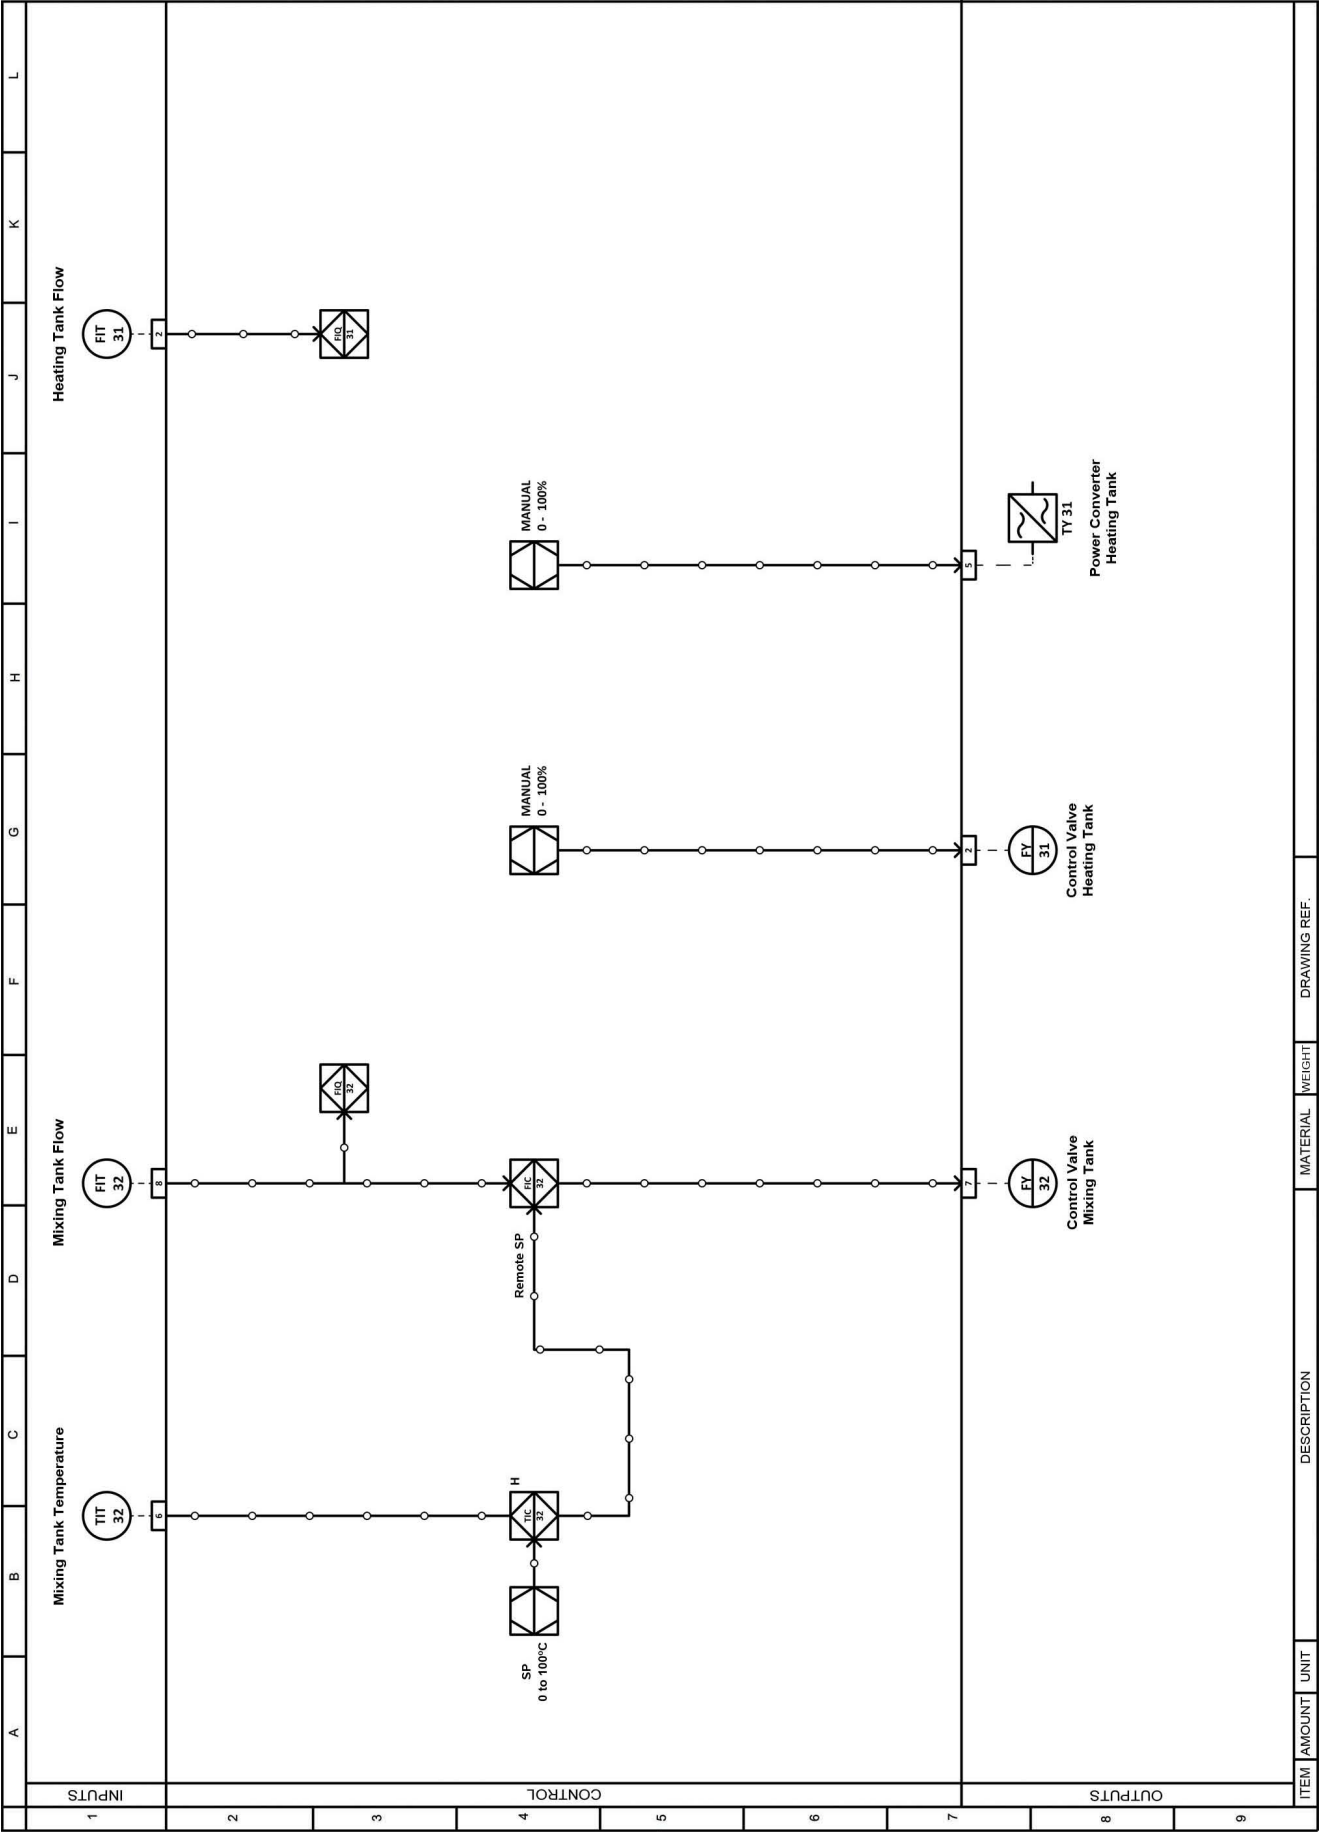 A
B
C
D
E
F
G
H
I
J
K
L
INPUTS
1
Mixing Tank Temperature
TIT
32
6
Mixing Tank Flow
FIT
32
8
Heating Tank Flow
FIT
31
2
CONTROL
2
3
4
5
6
7
FIQ
32
FIQ
31
SP
0 to 100°C
TIC
32
H
Remote SP
FIC
32
MANUAL
0 - 100%
MANUAL
0 - 100%
7
2
5
OUTPUTS
8
9
FY
32
Control Valve
Mixing Tank
FY
31
Control Valve
Heating Tank
TY 31
Power Converter
Heating Tank
ITEM
AMOUNT
UNIT
DESCRIPTION
MATERIAL
WEIGHT
DRAWING REF.